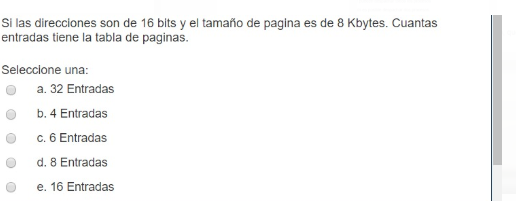 Si las direcciones son de 16 bits y el tamaño de pagina es de 8 Kbytes. Cuantas
entradas tiene la tabla de paginas.
Seleccione una:
a. 32 Entradas
b. 4 Entradas
c. 6 Entradas
d. 8 Entradas
e. 16 Entradas